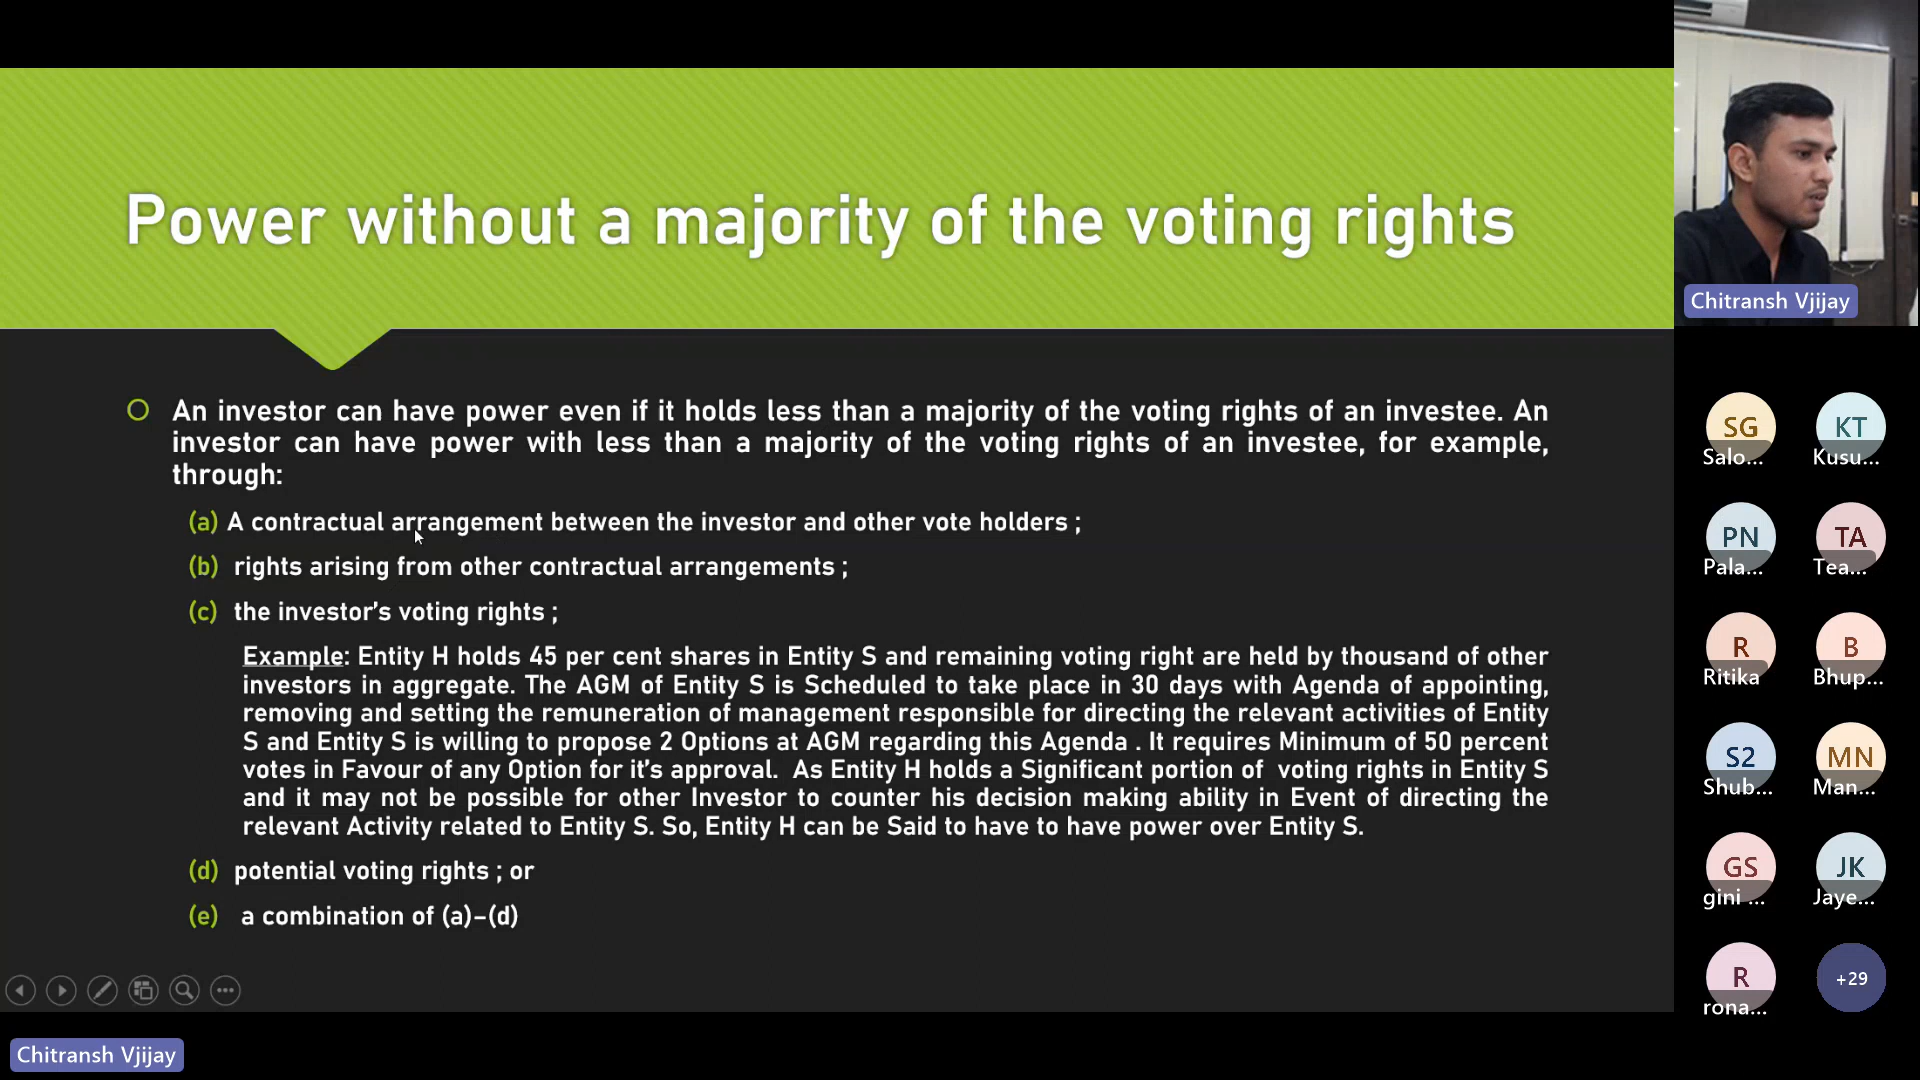 Power without a majority of the voting rights
An investor can have power even if it holds less than a majority of the voting rights of an investee. An
investor can have power with less than a majority of the voting rights of an investee, for example,
through:
(a) A contractual arrangement between the investor and other vote holders ;
(b) rights arising from other contractual arrangements ;
(c) the investor's voting rights ;
Example: Entity H holds 45 per cent shares in Entity S and remaining voting right are held by thousand of other
investors in aggregate. The AGM of Entity S is Scheduled to take place in 30 days with Agenda of appointing,
removing and setting the remuneration of management responsible for directing the relevant activities of Entity
S and Entity S is willing to propose 2 Options at AGM regarding this Agenda . It requires Minimum of 50 percent
votes in Favour of any Option for it's approval. As Entity H holds a Significant portion of voting rights in Entity S
and it may not be possible for other Investor to counter his decision making ability in Event of directing the
relevant Activity related to Entity S. So, Entity H can be Said to have to have power over Entity S.
(d) potential voting rights ; or
(e) a combination of (a)–(d)
Chitransh Vjijay
Chitransh Vjijay
SG
Salo...
KT
Kusu...
PN
Pala...
TA
Tea...
R
Ritika
B
Bhup...
S2
Shub...
MN
Man...
GS
gini ...
JK
Jaye...
R
rona...
+29